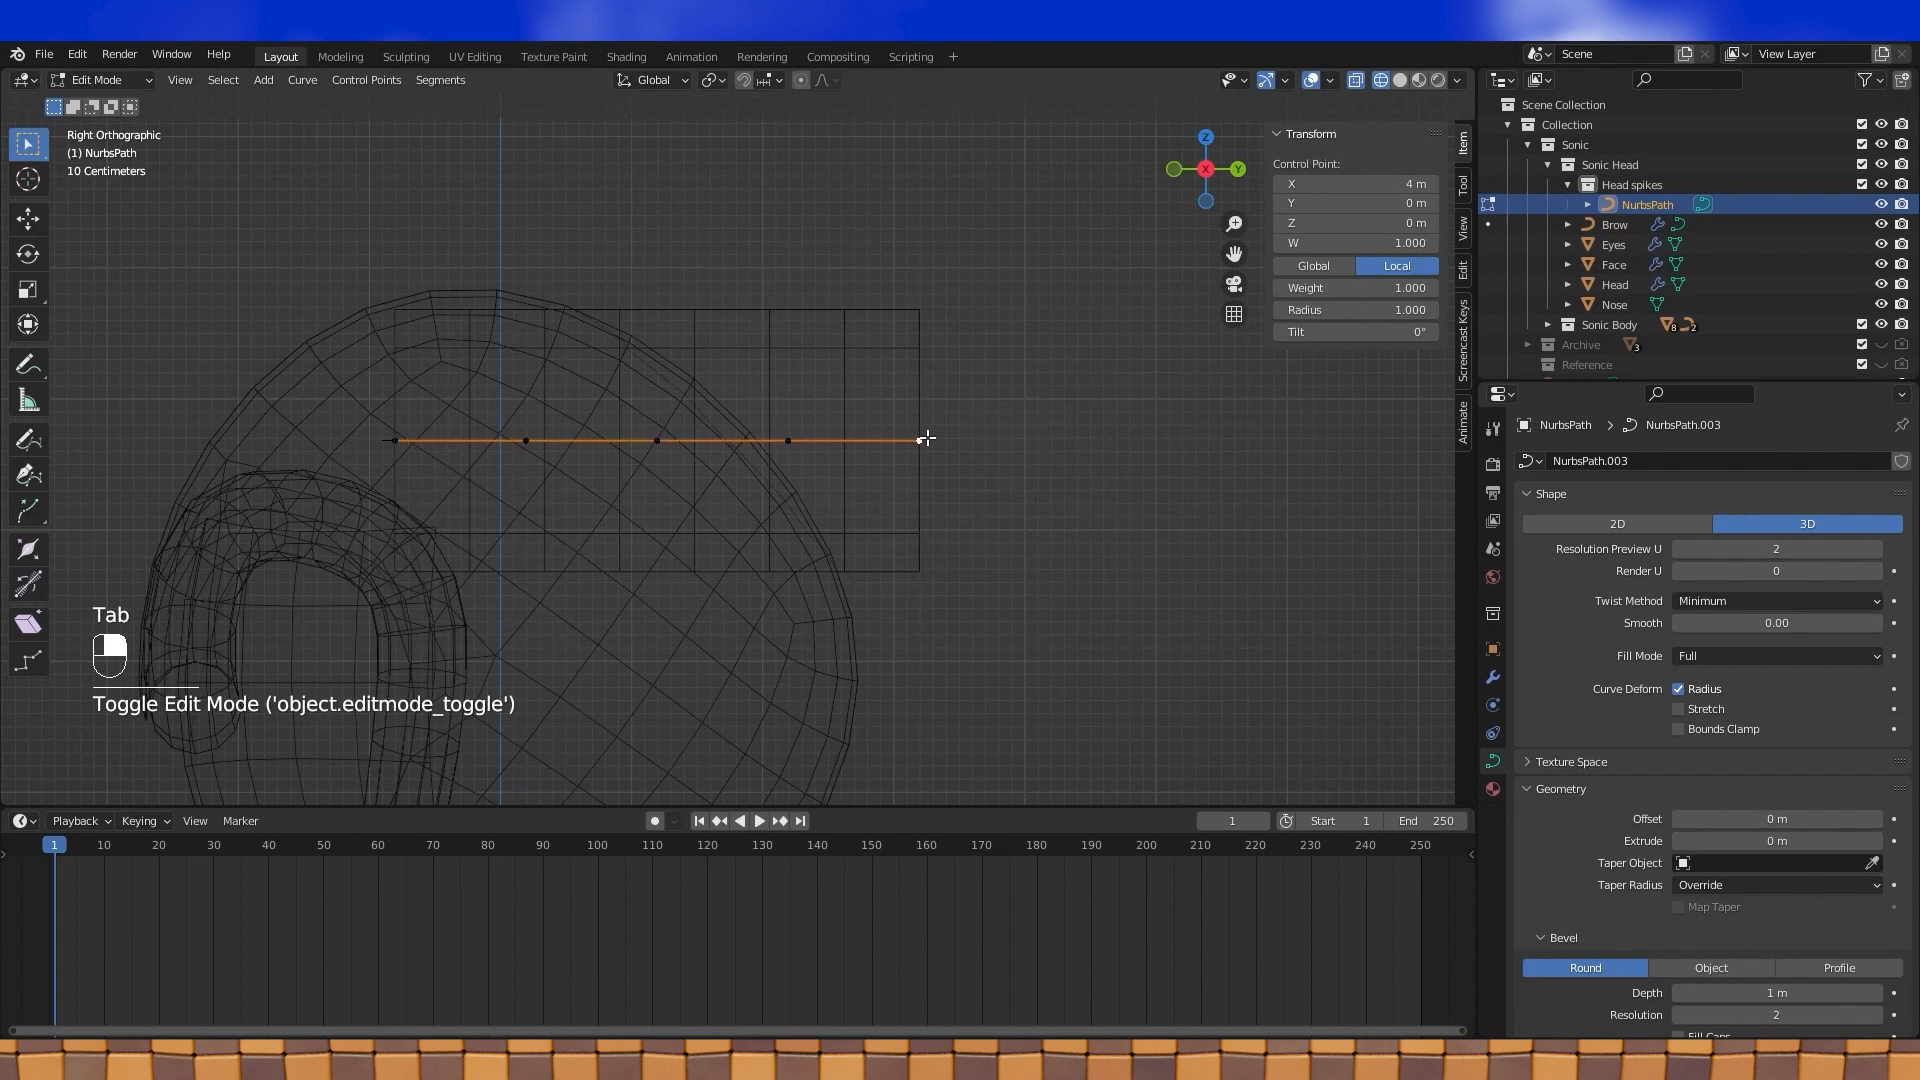 File Edit Render Window Help Layout Modeling Sculpting UV Editing Texture Paint Shading Animation Rendering Compositing Scripting + Scene View Layer
Edit Mode View Select Add Curve Control Points Segments Global
Right Orthographic
(1) NurbsPath
10 Centimeters
Z
X
Y
Transform
Control Point:
X 4 m
Y 0 m
Z 0 m
W 1.000
Global Local
Weight 1.000
Radius 1.000
Tilt 0°
Item
Tool
View
Edit
Screencast Keys
Animate
Tab
Toggle Edit Mode ('object.editmode_toggle')
Scene Collection
Collection
Sonic
Sonic Head
Head spikes
NurbsPath
Brow
Eyes
Face
Head
Nose
Sonic Body 8 2
Archive 3
Reference
NurbsPath > NurbsPath.003
NurbsPath.003
Shape
2D 3D
Resolution Preview U 2
Render U 0
Twist Method Minimum
Smooth 0.00
Fill Mode Full
Curve Deform Radius
Stretch
Bounds Clamp
Texture Space
Geometry
Offset 0 m
Extrude 0 m
Taper Object
Taper Radius Override
Map Taper
Bevel
Round Object Profile
Depth 1 m
Resolution 2
Fill Caps
Playback Keying View Marker 1 Start 1 End 250
1 10 20 30 40 50 60 70 80 90 100 110 120 130 140 150 160 170 180 190 200 210 220 230 240 250